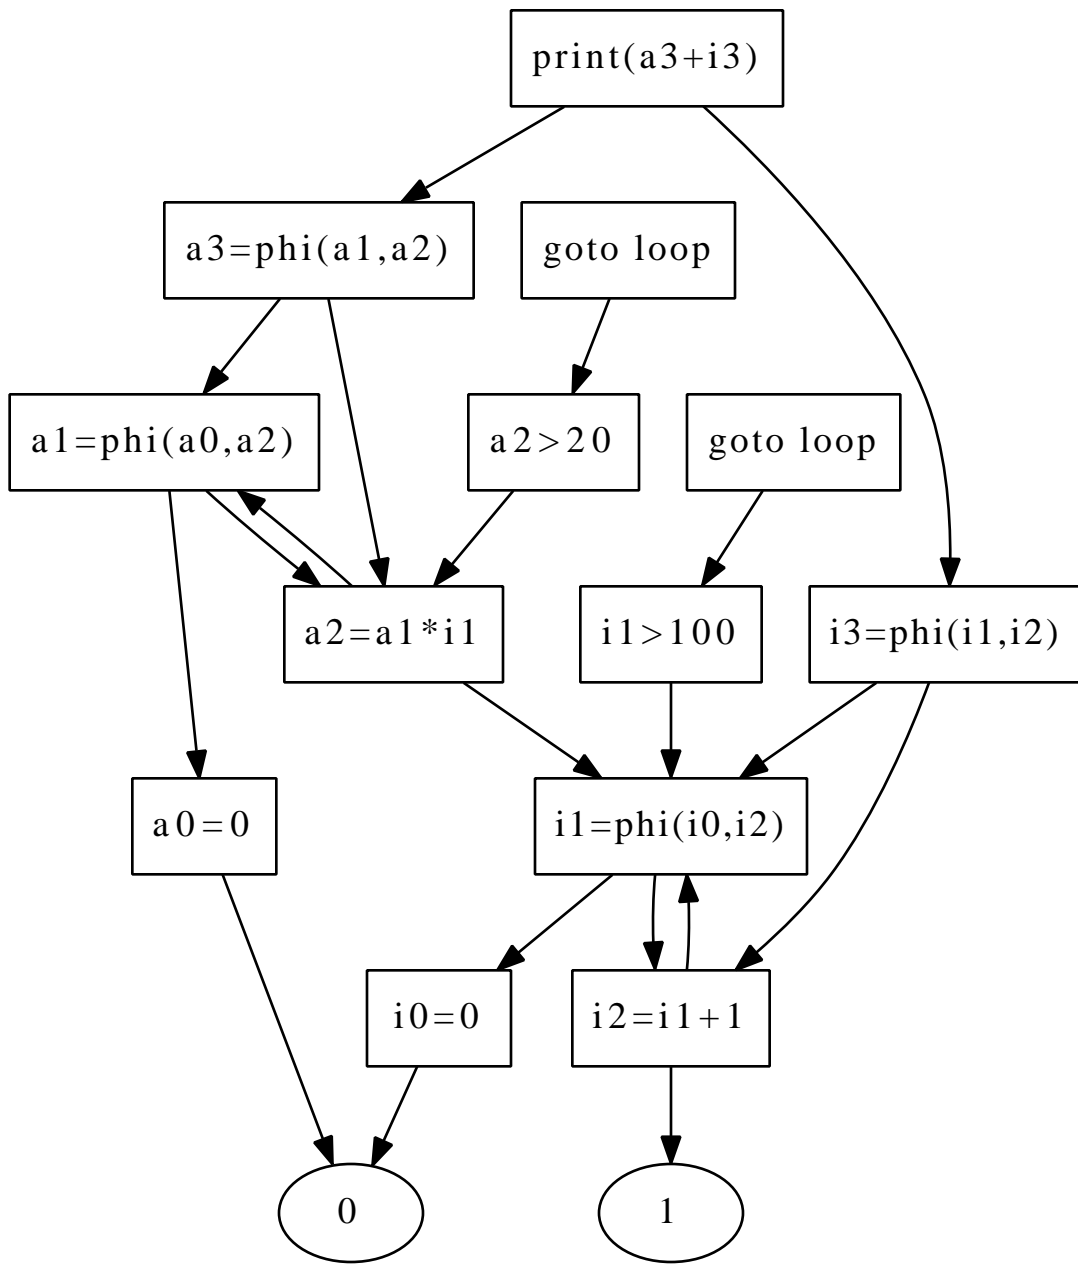 print(a3+i3)
a3=phi(a1,a2)
goto loop
a1=phi(a0,a2)
a2>20
goto loop
a2=a1*i1
i1>100
i3=phi(i1,i2)
a0=0
i1=phi(i0,i2)
i0=0
i2=i1+1
0
1